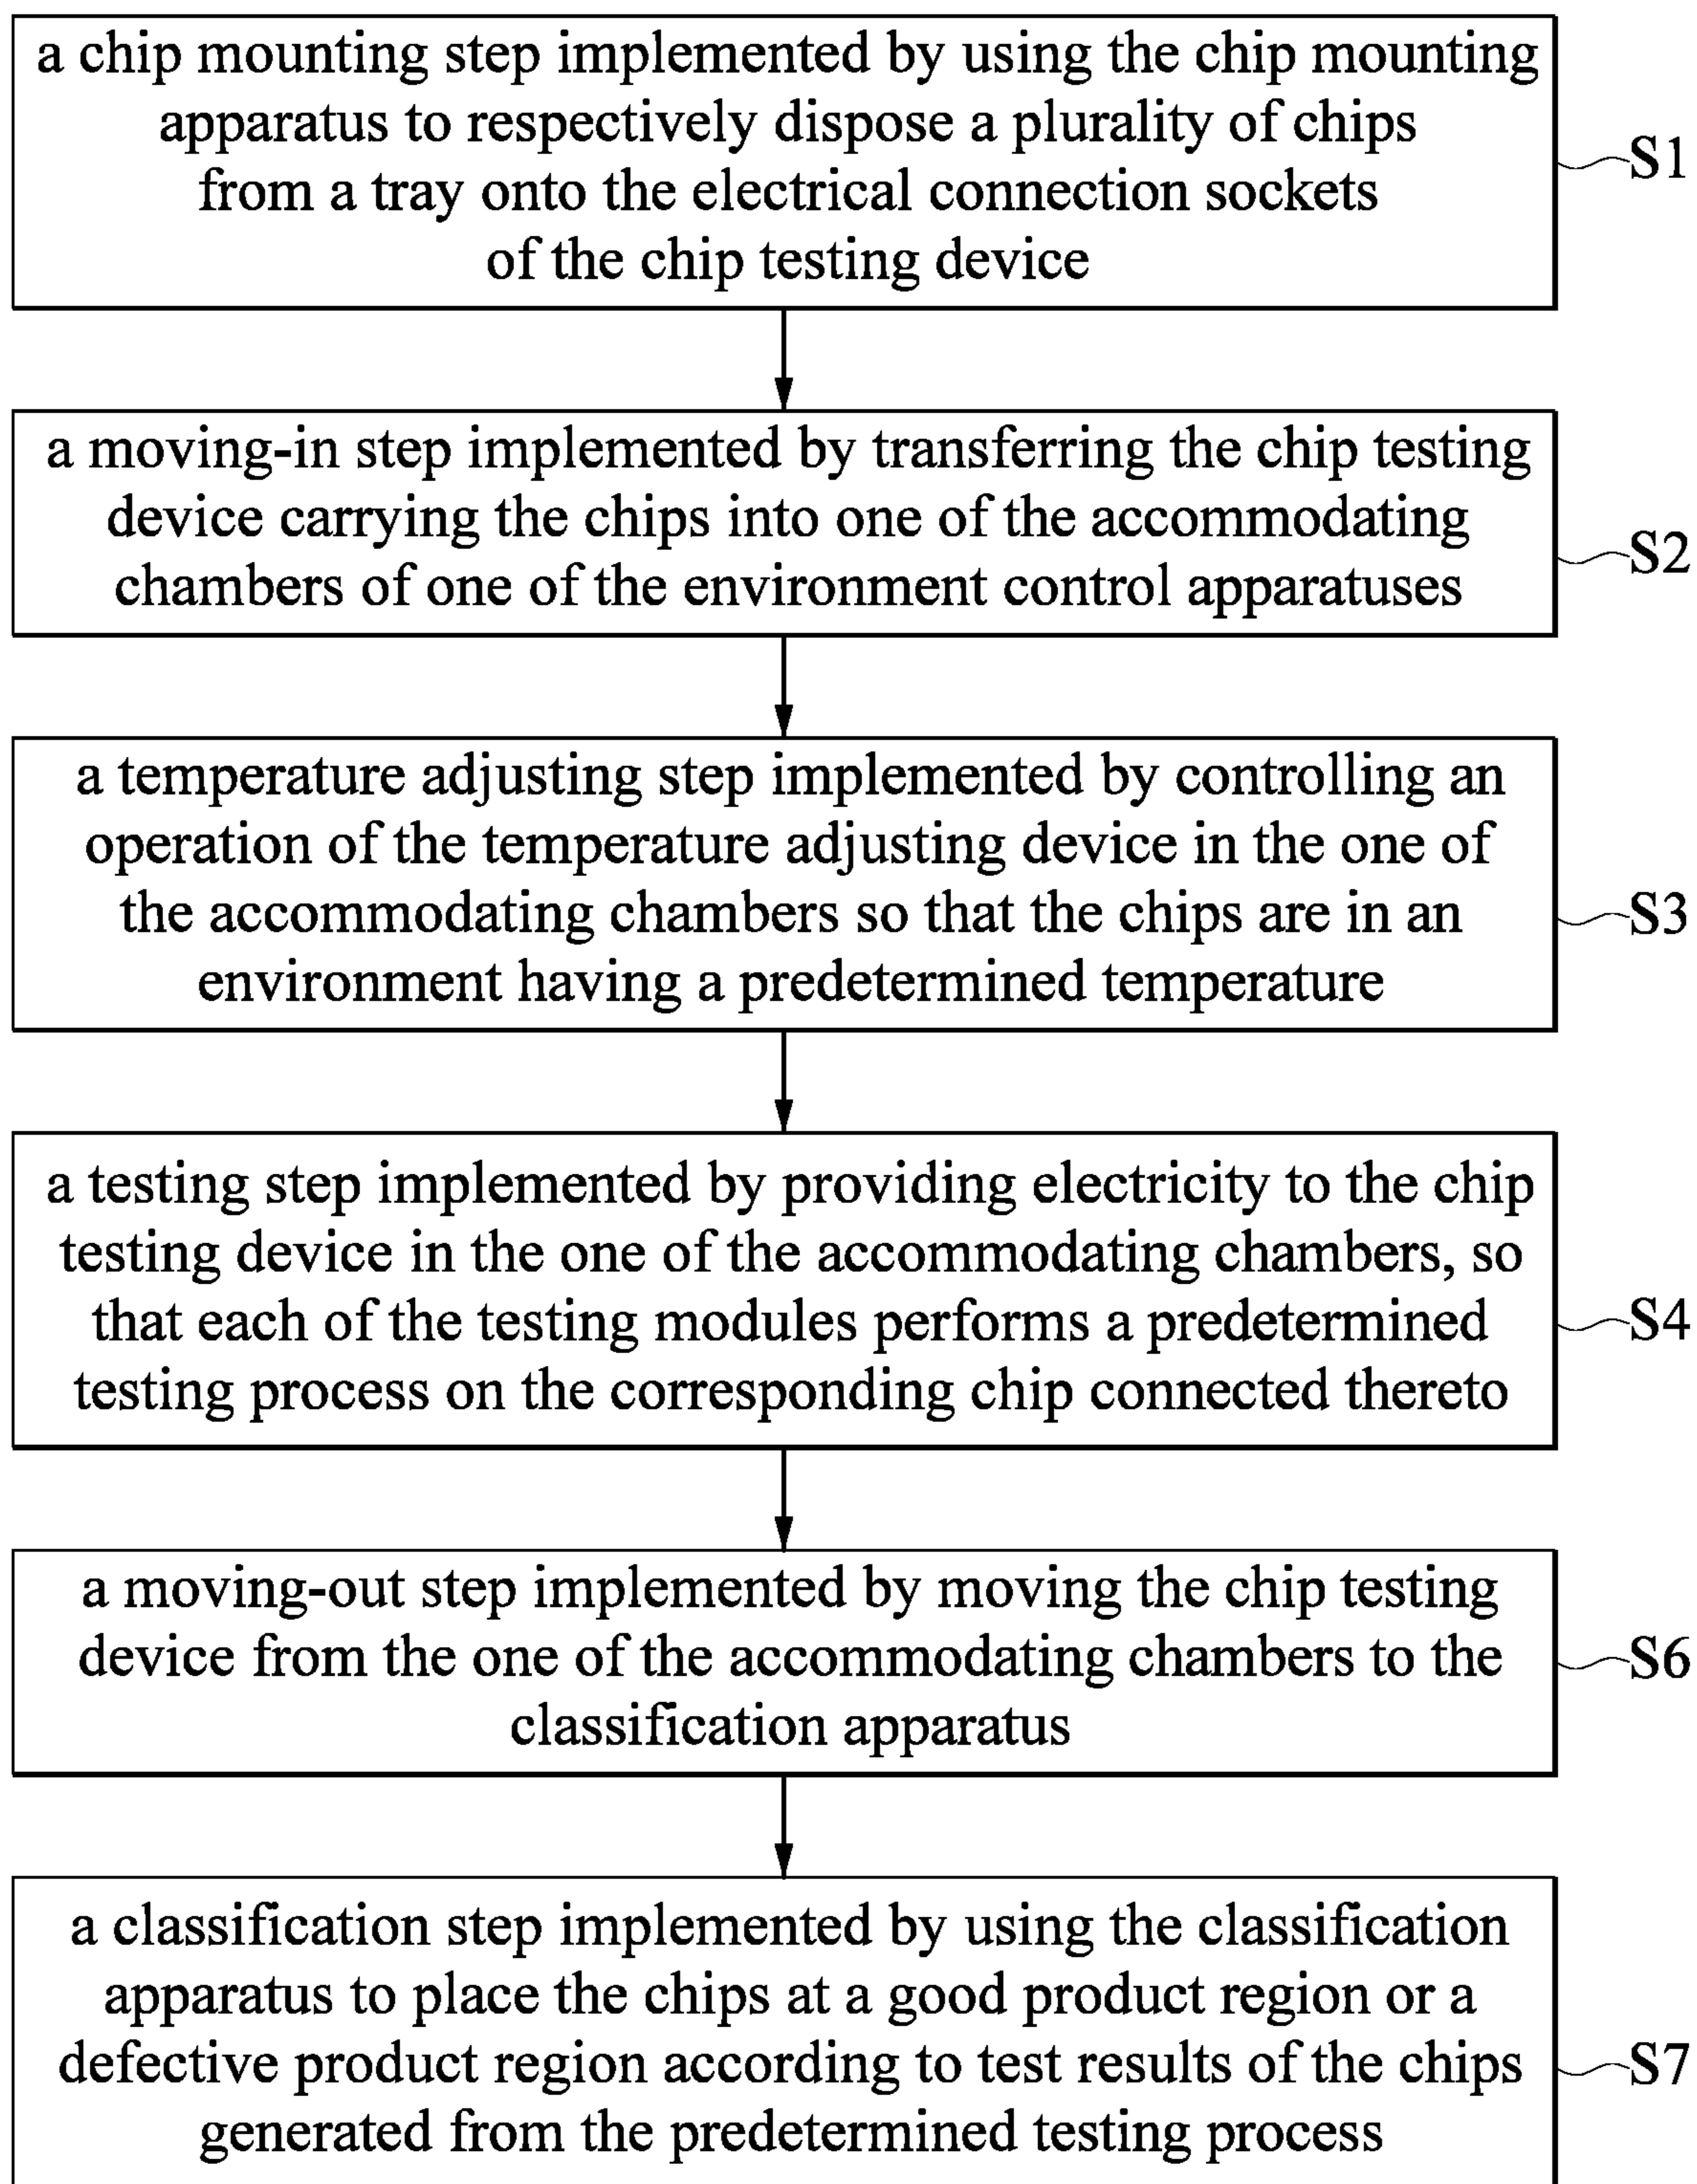 a chip mounting step implemented by using the chip mounting
apparatus to respectively dispose a plurality of chips
from a tray onto the electrical connection sockets
of the chip testing device
S1
a moving-in step implemented by transferring the chip testing
device carrying the chips into one of the accommodating
chambers of one of the environment control apparatuses
S2
a temperature adjusting step implemented by controlling an
operation of the temperature adjusting device in the one of
the accommodating chambers so that the chips are in an
environment having a predetermined temperature
S3
a testing step implemented by providing electricity to the chip
testing device in the one of the accommodating chambers, so
that each of the testing modules performs a predetermined
testing process on the corresponding chip connected thereto
S4
a moving-out step implemented by moving the chip testing
device from the one of the accommodating chambers to the
classification apparatus
S6
a classification step implemented by using the classification
apparatus to place the chips at a good product region or a
defective product region according to test results of the chips
generated from the predetermined testing process
S7